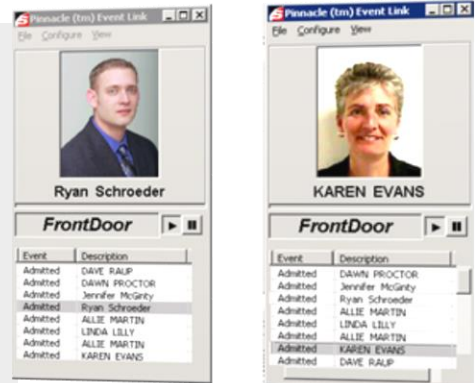 Pinnacle (tm) Event Link
File Configure View
Ryan Schroeder
FrontDoor
Event Description
Admitted DAVE RAUP
Admitted DAWN PROCTOR
Admitted Jennifer McGinty
Admitted Ryan Schroeder
Admitted ALLIE MARTIN
Admitted LINDA LILLY
Admitted ALLIE MARTIN
Admitted KAREN EVANS
Pinnacle (tm) Event Link
File Configure View
KAREN EVANS
FrontDoor
Event Description
Admitted DAWN PROCTOR
Admitted Jennifer McGinty
Admitted Ryan Schroeder
Admitted ALLIE MARTIN
Admitted LINDA LILLY
Admitted ALLIE MARTIN
Admitted KAREN EVANS
Admitted DAVE RAUP